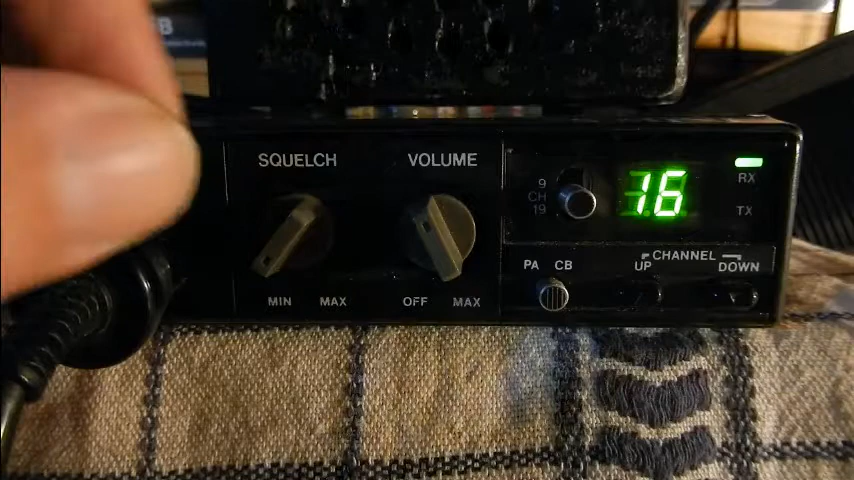 SQUELCH
MIN MAX
VOLUME
OFF MAX
9
CH
19
16
RX
TX
PA CB
CHANNEL
UP DOWN